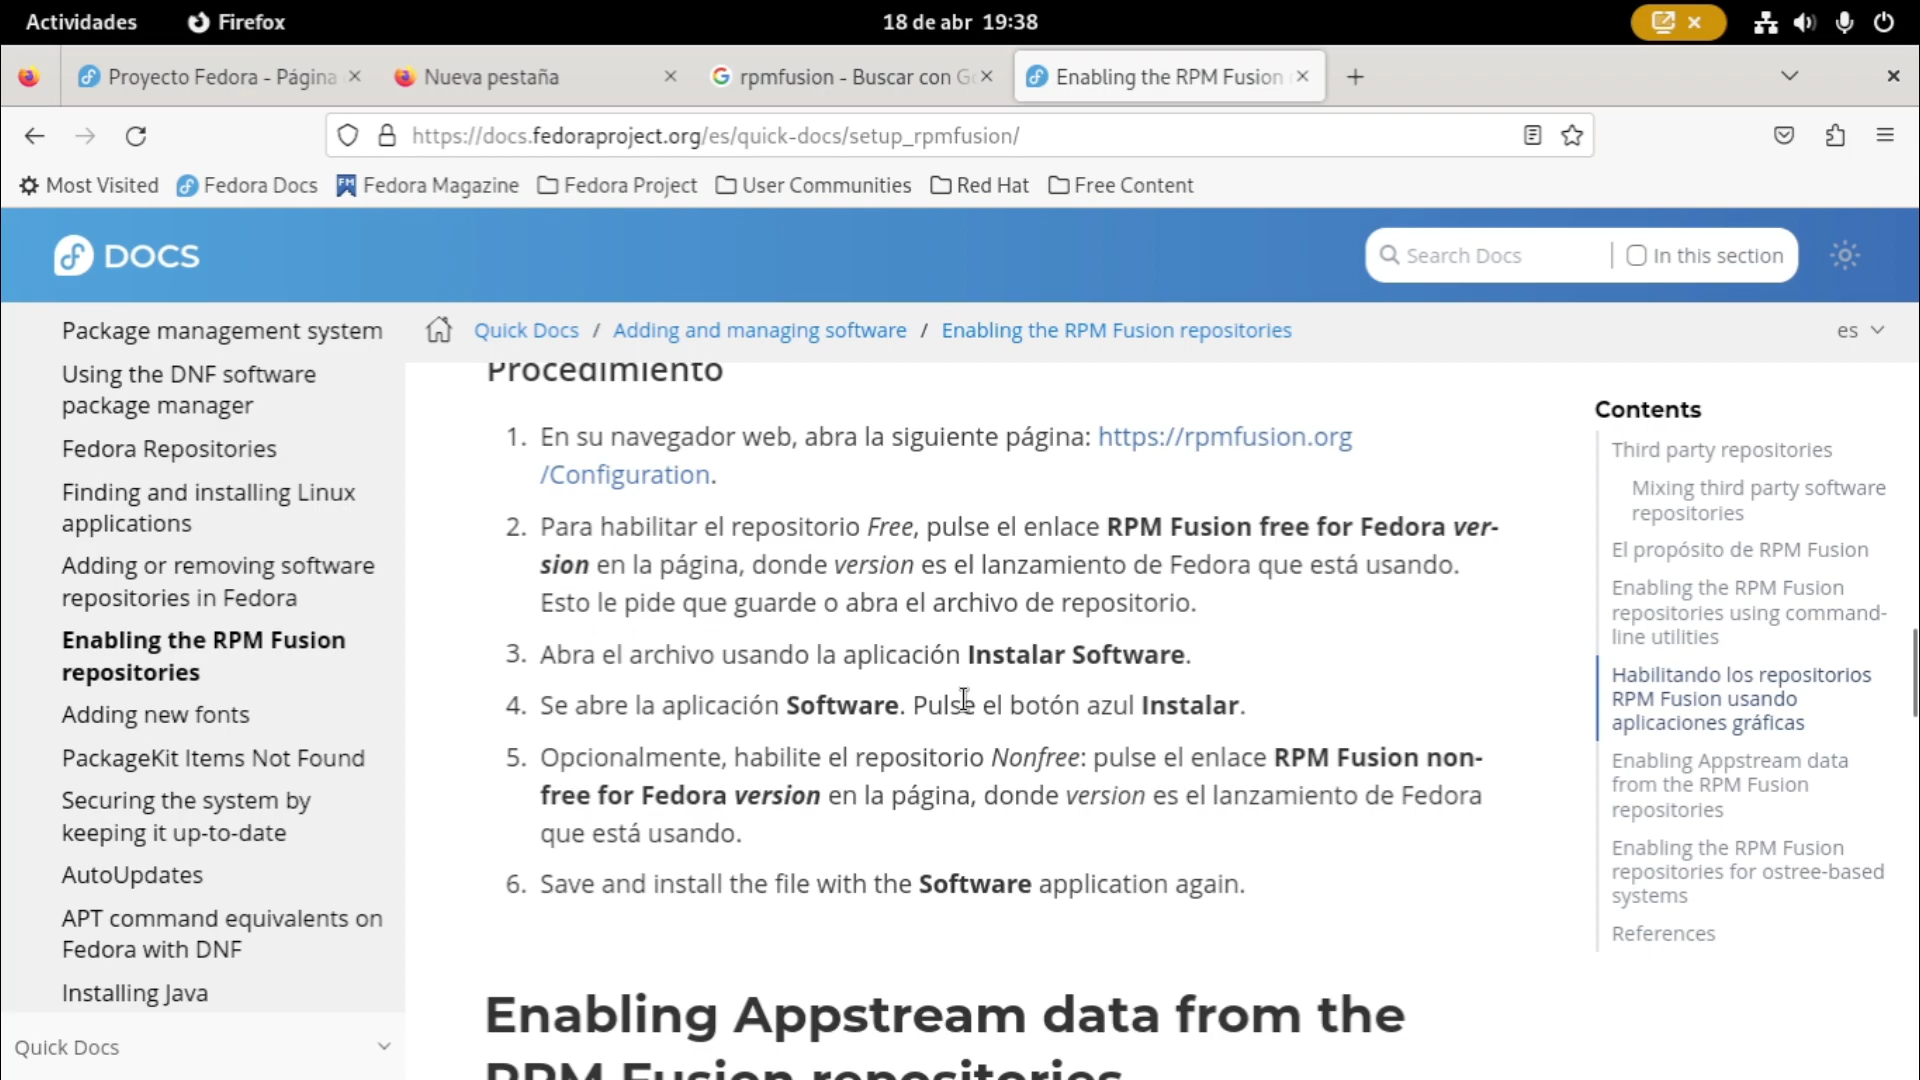 Actividades Firefox 18 de abr 19:38
Proyecto Fedora - Página Nueva pestaña rpmfusion - Buscar con Go Enabling the RPM Fusion
https://docs.fedoraproject.org/es/quick-docs/setup_rpmfusion/
Most Visited Fedora Docs Fedora Magazine Fedora Project User Communities Red Hat Free Content
DOCS Search Docs In this section
Quick Docs / Adding and managing software / Enabling the RPM Fusion repositories es
Package management system
Using the DNF software
package manager
Fedora Repositories
Finding and installing Linux
applications
Adding or removing software
repositories in Fedora
Enabling the RPM Fusion
repositories
Adding new fonts
PackageKit Items Not Found
Securing the system by
keeping it up-to-date
AutoUpdates
APT command equivalents on
Fedora with DNF
Installing Java
Quick Docs
Procedimiento
1. En su navegador web, abra la siguiente página: https://rpmfusion.org
/Configuration.
2. Para habilitar el repositorio Free, pulse el enlace RPM Fusion free for Fedora ver-
sion en la página, donde version es el lanzamiento de Fedora que está usando.
Esto le pide que guarde o abra el archivo de repositorio.
3. Abra el archivo usando la aplicación Instalar Software.
4. Se abre la aplicación Software. Pulse el botón azul Instalar.
5. Opcionalmente, habilite el repositorio Nonfree: pulse el enlace RPM Fusion non-
free for Fedora version en la página, donde version es el lanzamiento de Fedora
que está usando.
6. Save and install the file with the Software application again.
Enabling Appstream data from the
RPM Fusion repositories
Contents
Third party repositories
Mixing third party software
repositories
El propósito de RPM Fusion
Enabling the RPM Fusion
repositories using command-
line utilities
Habilitando los repositorios
RPM Fusion usando
aplicaciones gráficas
Enabling Appstream data
from the RPM Fusion
repositories
Enabling the RPM Fusion
repositories for ostree-based
systems
References